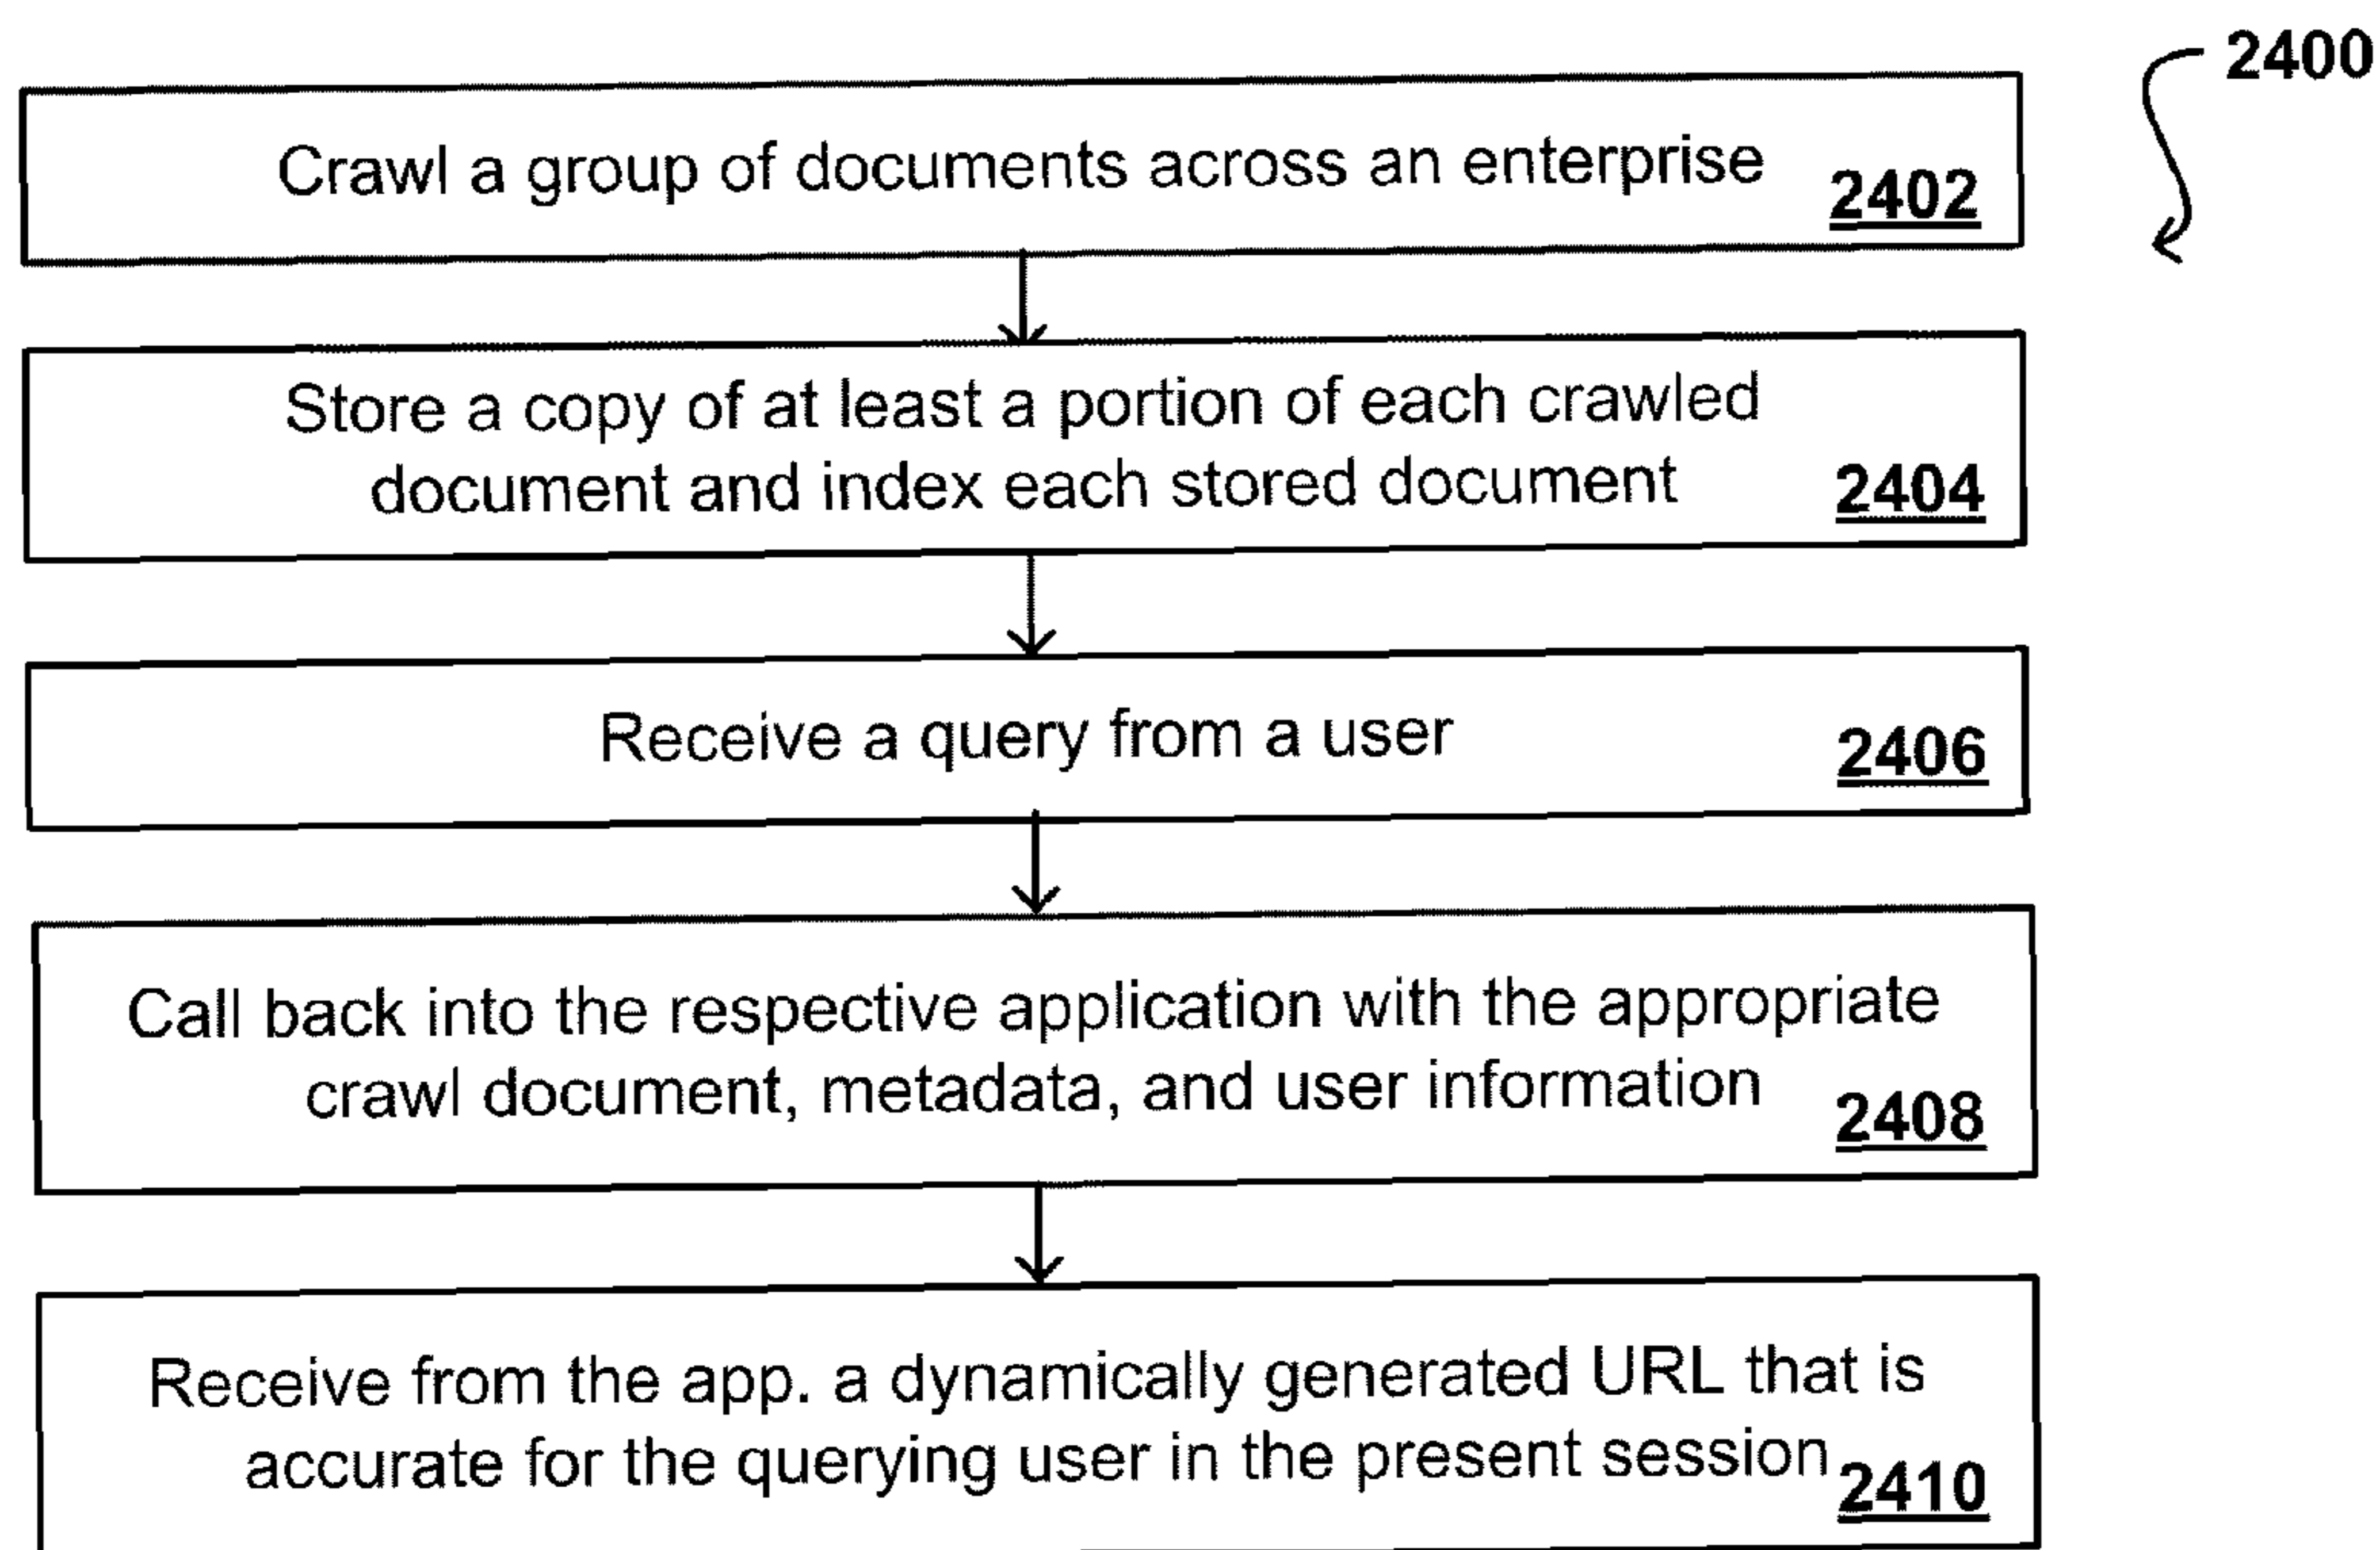 2400
Crawl a group of documents across an enterprise
2402
Store a copy of at least a portion of each crawled
document and index each stored document
2404
Receive a query from a user
2406
Call back into the respective application with the appropriate
crawl document, metadata, and user information
2408
Receive from the app. a dynamically generated URL that is
accurate for the querying user in the present session
2410